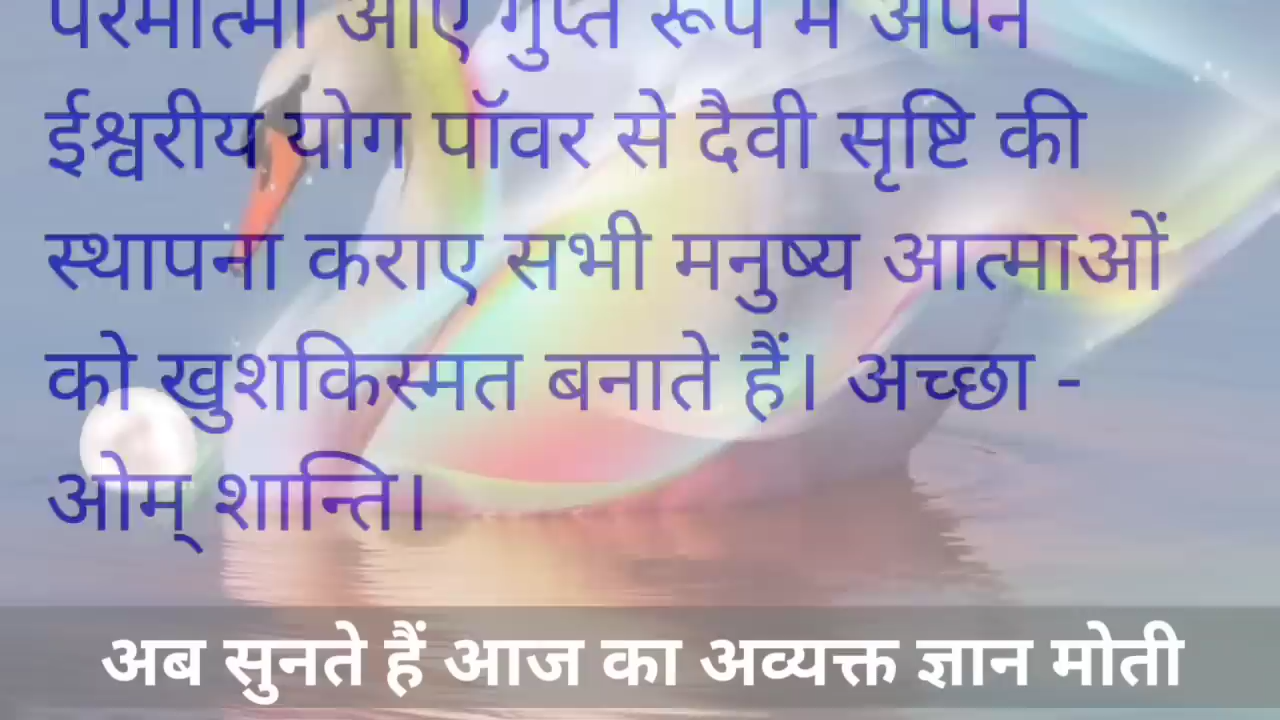 परमात्मा आए गुप्त रूप में अपने
ईश्वरीय योग पॉवर से दैवी सृष्टि की
स्थापना कराए सभी मनुष्य आत्माओं
को खुशकिस्मत बनाते हैं। अच्छा -
ओम् शान्ति।
अब सुनते हैं आज का अव्यक्त ज्ञान मोती